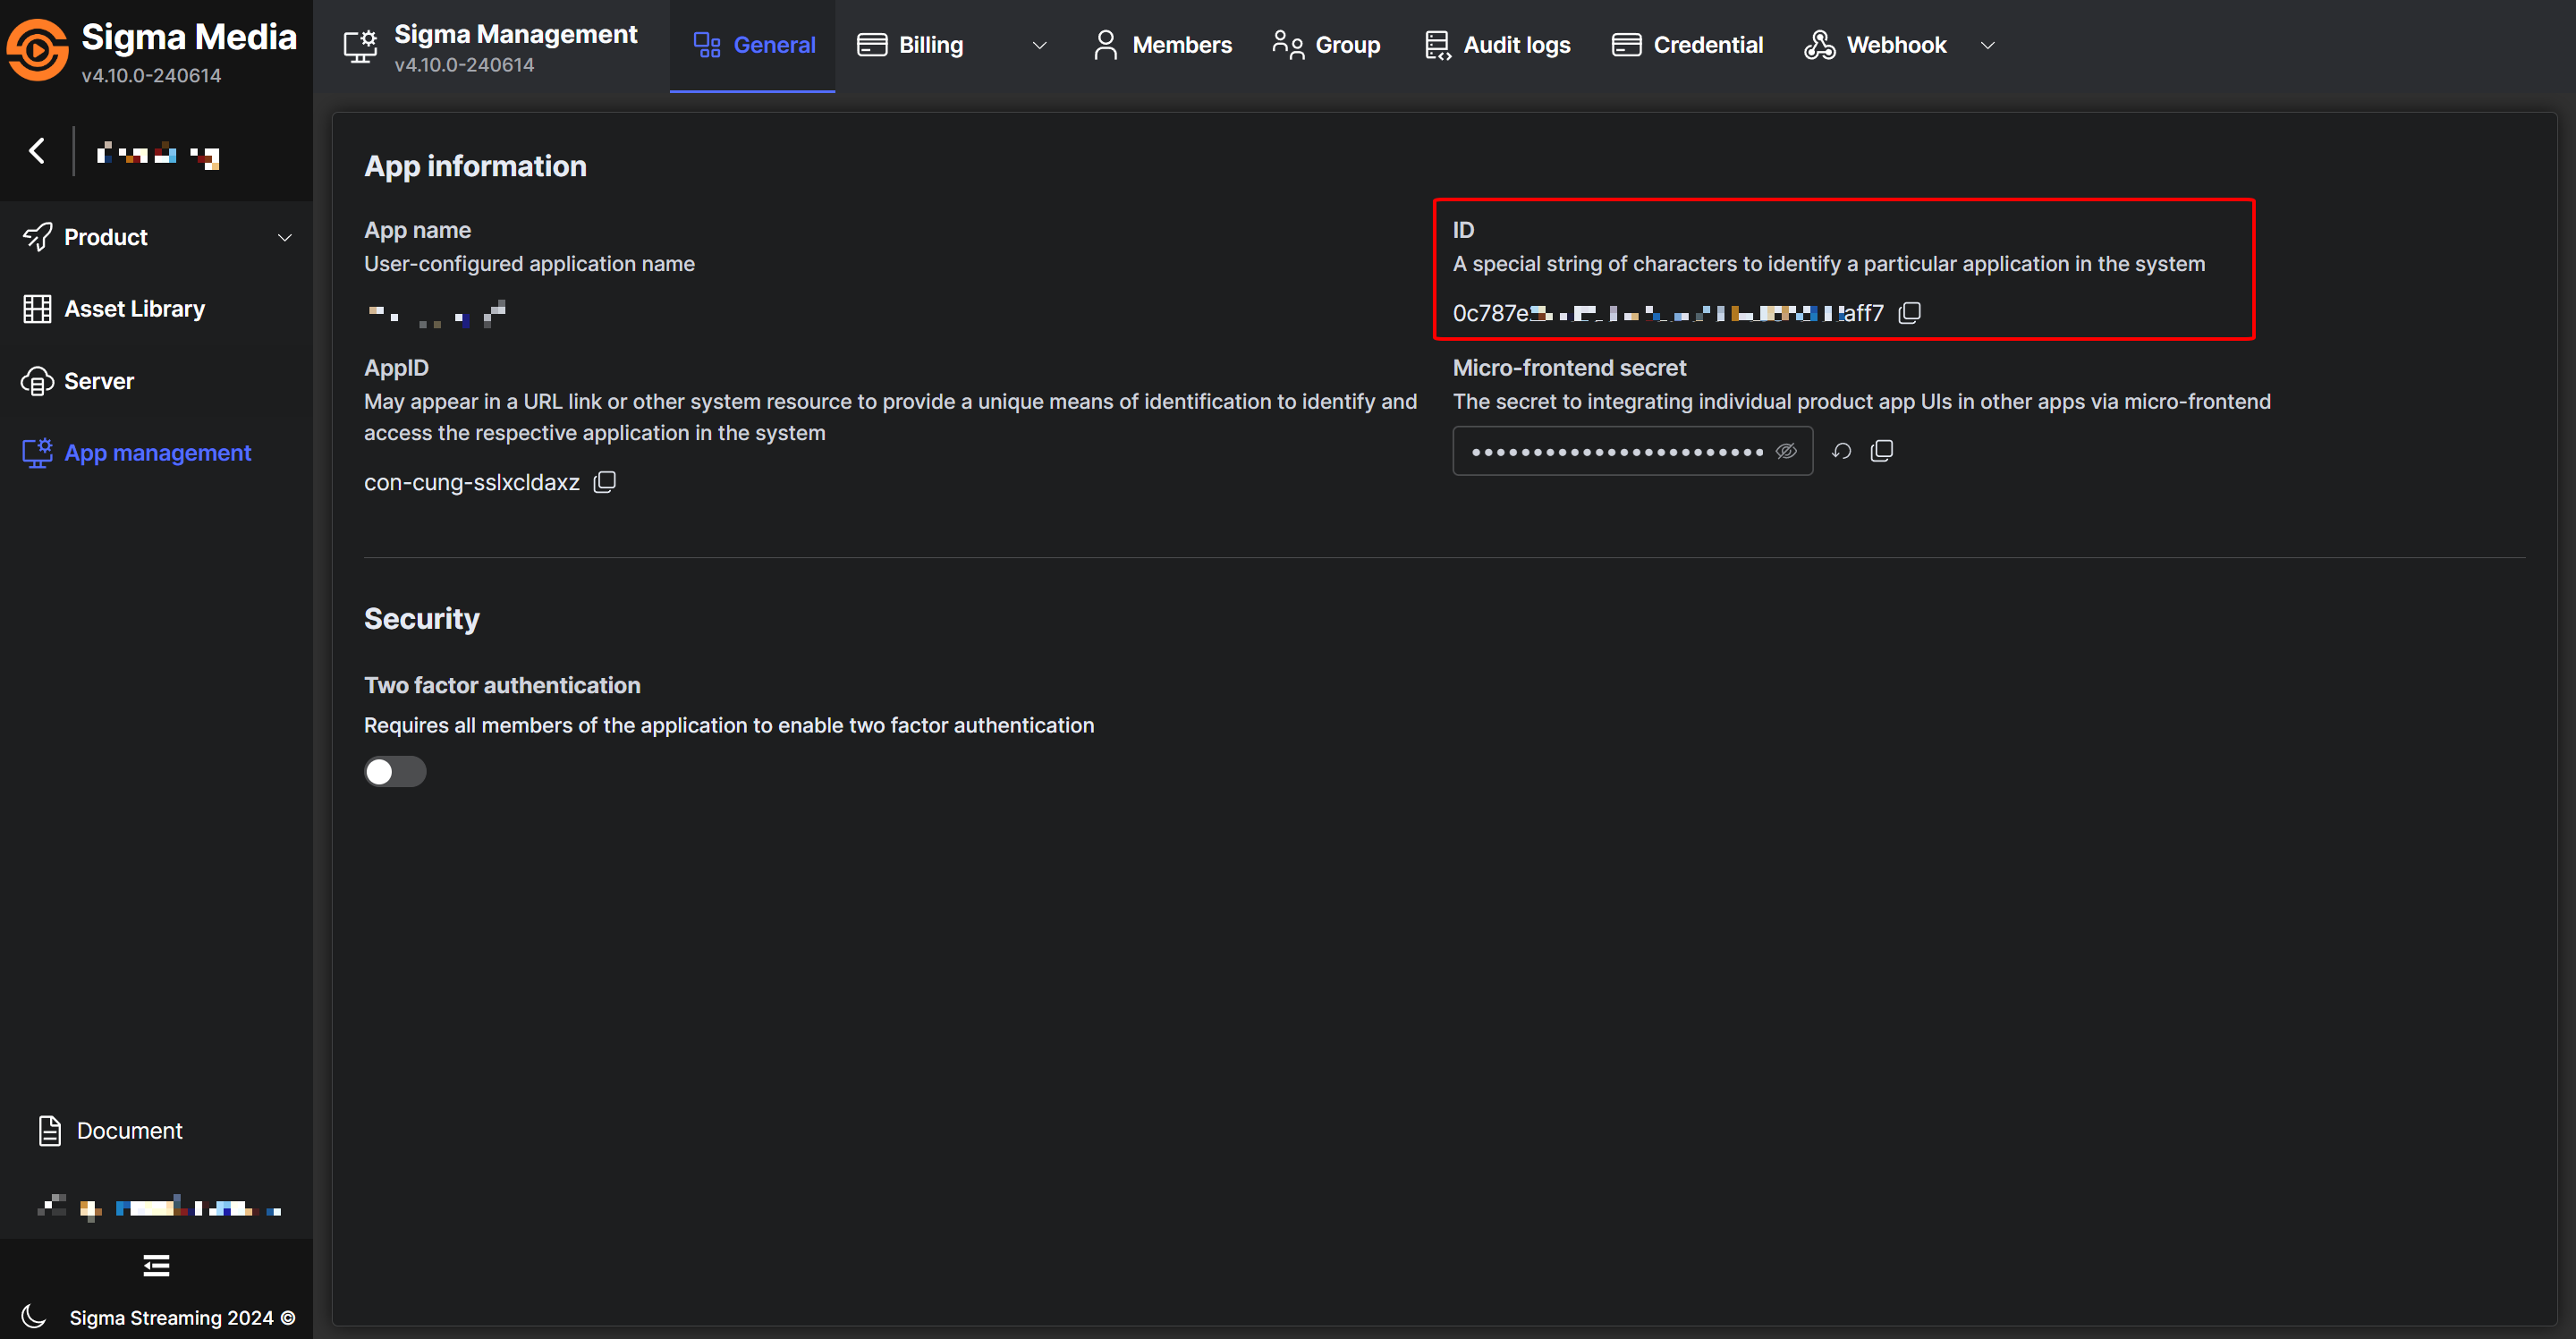 Sigma Media
v4.10.0-240614
Product
Asset Library
Server
App management
Document
Sigma Streaming 2024 ©
Sigma Management
v4.10.0-240614
General
Billing
Members
Group
Audit logs
Credential
Webhook
App information
App name
User-configured application name
ID
A special string of characters to identify a particular application in the system
0c787e
aff7
AppID
May appear in a URL link or other system resource to provide a unique means of identification to identify and
access the respective application in the system
con-cung-sslxcldaxz
Micro-frontend secret
The secret to integrating individual product app UIs in other apps via micro-frontend
Security
Two factor authentication
Requires all members of the application to enable two factor authentication